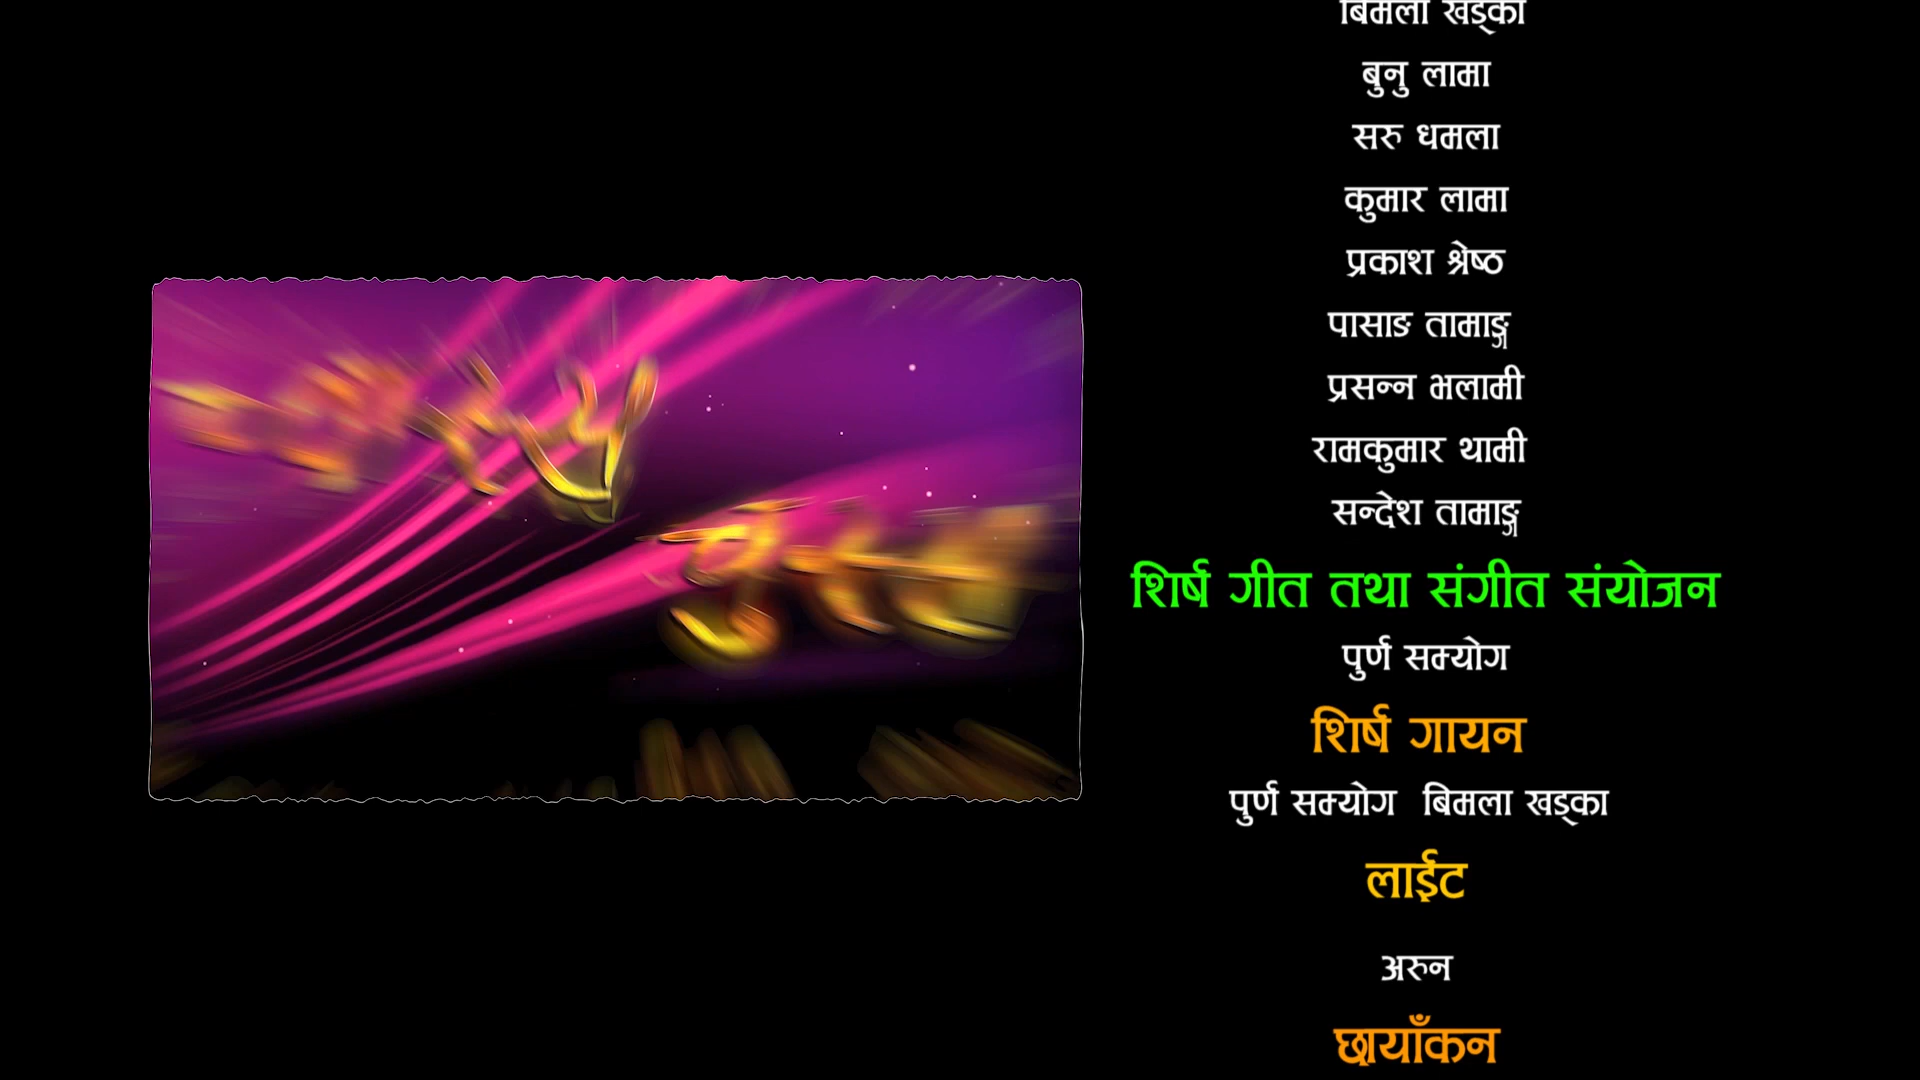 बिमला खड्का
बुनु लामा
सरु धमला
कुमार लामा
प्रकाश श्रेष्ठ
पासाङ तामाङ्ग
प्रसन्न भलामी
रामकुमार थामी
सन्देश तामाङ्ग
शिर्ष गीत तथा संगीत संयोजन
पुर्ण सम्योग
शिर्ष गायन
पुर्ण सम्योग बिमला खड्का
लाईट
अरुन
छायाँकन